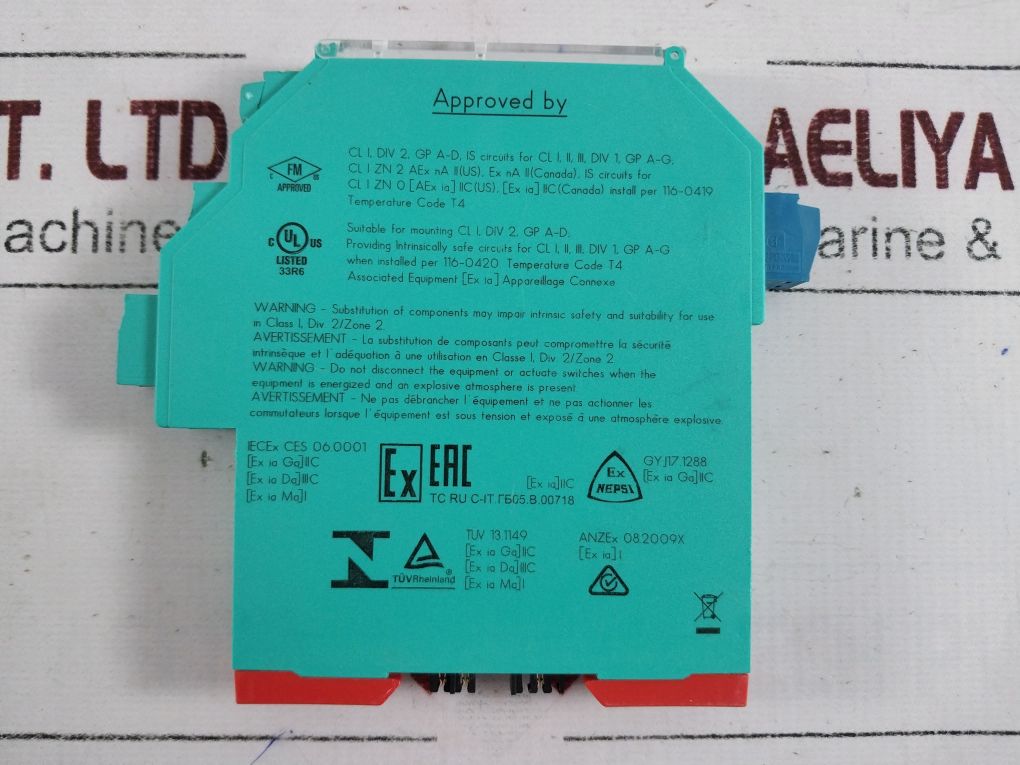 Approved by
T. LTD
AELIYA
achine
arine &
FM
C US
APPROVED
CL I, DIV 2, GP A-D, IS circuits for CL I, II, III, DIV 1, GP A-G;
CL I ZN 2 AEx nA II(US), Ex nA II(Canada), IS circuits for
CL I ZN 0 [AEx ia] IIC(US), [Ex ia] IIC(Canada) install per 116-0419
Temperature Code T4
C UL US
LISTED
33R6
Suitable for mounting CL I, DiV 2, GP A-D;
Providing Intrinsically safe circuits for CL I, II, III, DIV 1, GP A-G
when installed per 116-0420 Temperature Code T4
Associated Equipment [Ex ia] Appareillage Connexe
WARNING - Substitution of components may impair intrinsic safety and suitability for use
in Class I, Div. 2/Zone 2.
AVERTISSEMENT - La substitution de composants peut compromettre la sécurité
intrinsèque et l'adéquation à une utilisation en Classe I, Div. 2/Zone 2.
WARNING - Do not disconnect the equipment or actuate switches when the
equipment is energized and an explosive atmosphere is present.
AVERTISSEMENT - Ne pas débrancher l'équipement et ne pas actionner les
commutateurs lorsque l'équipement est sous tension et exposé à une atmosphère explosive.
IECEx CES 06.0001
[Ex ia Ga]IIC
[Ex ia Da]IIIC
[Ex ia Ma]I
Ex EAC
[Ex ia]IIC
TC RU C-IT.ГБ05.В.00718
Ex
NEPSI
GYJ17.1288
[Ex ia Ga]IIC
N
TÜVRheinland ®
TUV 13.1149
[Ex ia Ga]IIC
[Ex ia Da]IIIC
[Ex ia Ma]I
ANZEx 08.2009X
[Ex ia] I